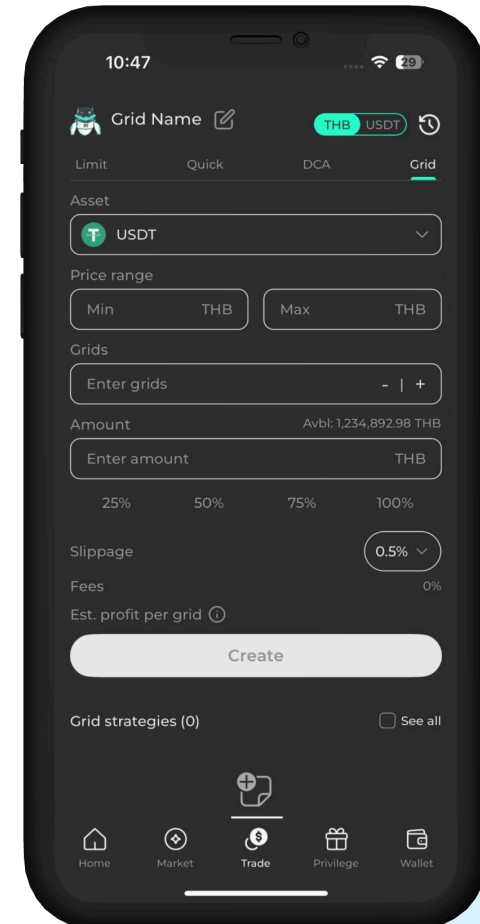 10:47
29
Grid Name
THB USDT
Limit Quick DCA Grid
Asset
USDT
Price range
Min THB Max THB
Grids
Enter grids - | +
Amount Avbl: 1,234,892.98 THB
Enter amount THB
25% 50% 75% 100%
Slippage 0.5%
Fees 0%
Est. profit per grid
Create
Grid strategies (0) See all
Home Market Trade Privilege Wallet